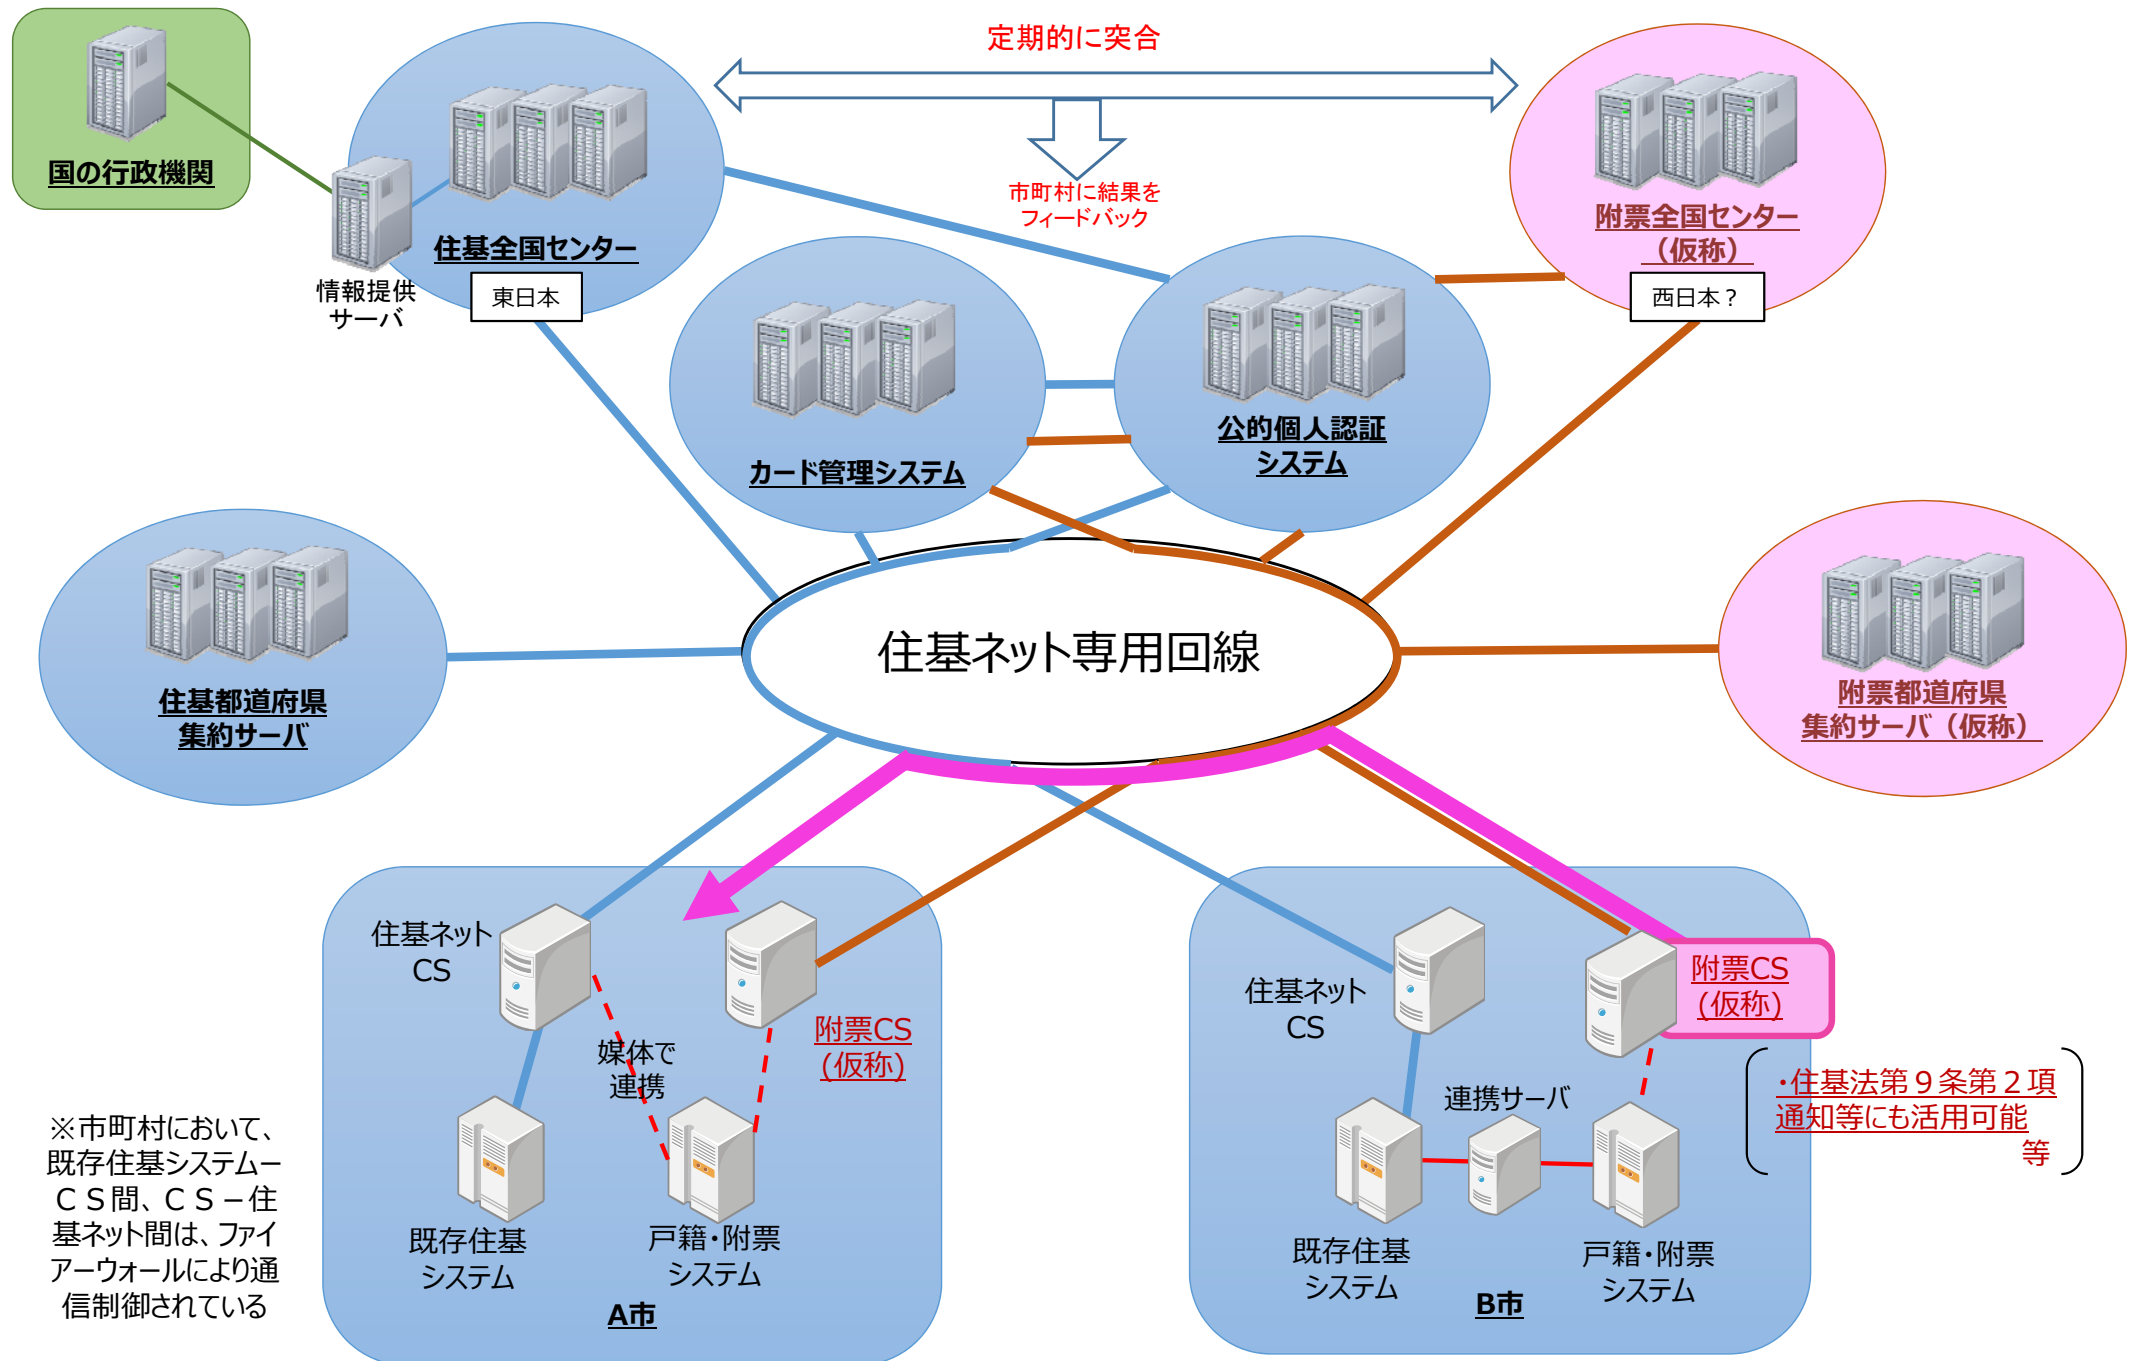 定期的に突合
国の行政機関
市町村に結果を
フィードバック
附票全国センター
（仮称）
住基全国センター
情報提供
サーバ
東日本
西日本？
公的個人認証
システム
カード管理システム
住基ネット専用回線
住基都道府県
集約サーバ
附票都道府県
集約サーバ（仮称）
住基ネット
CS
附票CS
(仮称)
媒体で
連携
既存住基
システム
戸籍・附票
システム
A市
住基ネット
CS
附票CS
(仮称)
連携サーバ
既存住基
システム
戸籍・附票
システム
B市
・住基法第９条第２項
通知等にも活用可能
等
※市町村において、
既存住基システムー
ＣＳ間、ＣＳ－住
基ネット間は、ファイ
アーウォールにより通
信制御されている